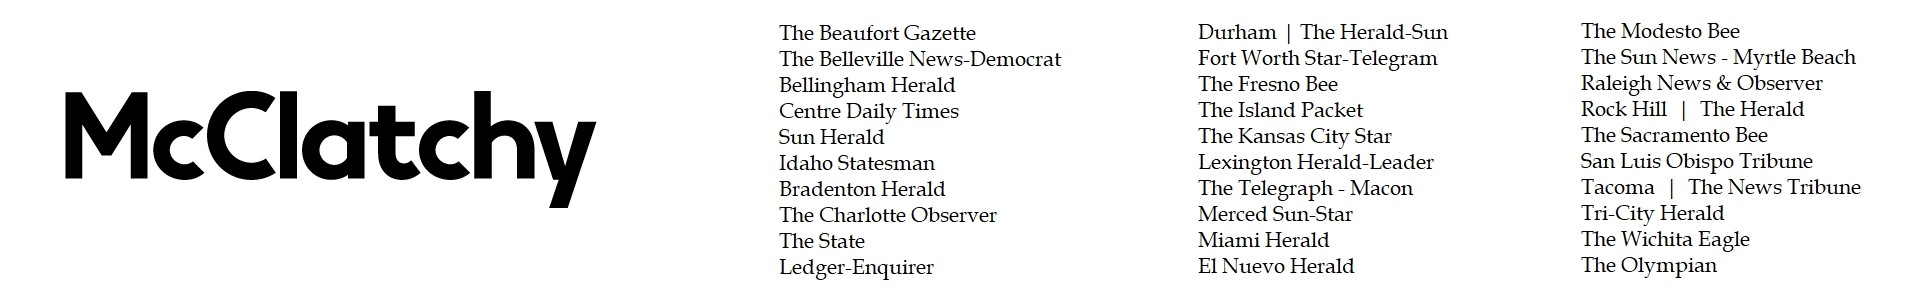 McClatchy
The Beaufort Gazette
The Belleville News-Democrat
Bellingham Herald
Centre Daily Times
Sun Herald
Idaho Statesman
Bradenton Herald
The Charlotte Observer
The State
Ledger-Enquirer
Durham | The Herald-Sun
Fort Worth Star-Telegram
The Fresno Bee
The Island Packet
The Kansas City Star
Lexington Herald-Leader
The Telegraph - Macon
Merced Sun-Star
Miami Herald
El Nuevo Herald
The Modesto Bee
The Sun News - Myrtle Beach
Raleigh News & Observer
Rock Hill | The Herald
The Sacramento Bee
San Luis Obispo Tribune
Tacoma | The News Tribune
Tri-City Herald
The Wichita Eagle
The Olympian